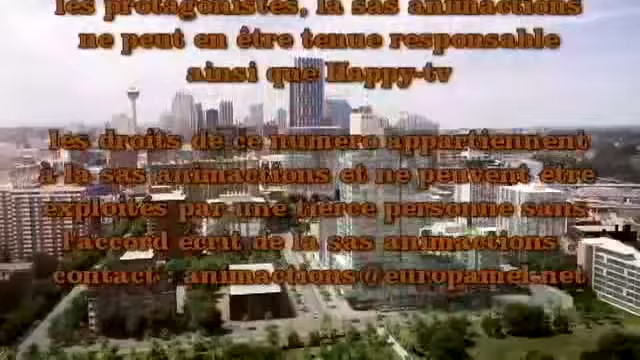 les protagonistes, la sas animactions
ne peut en être tenue responsable
ainsi que Happy-tv
les droits de ce numero appartiennent
à la sas animactions et ne peuvent être
exploités par une tierce personne sans
l'accord ecrit de la sas animactions
contact: animactions@europamel.net